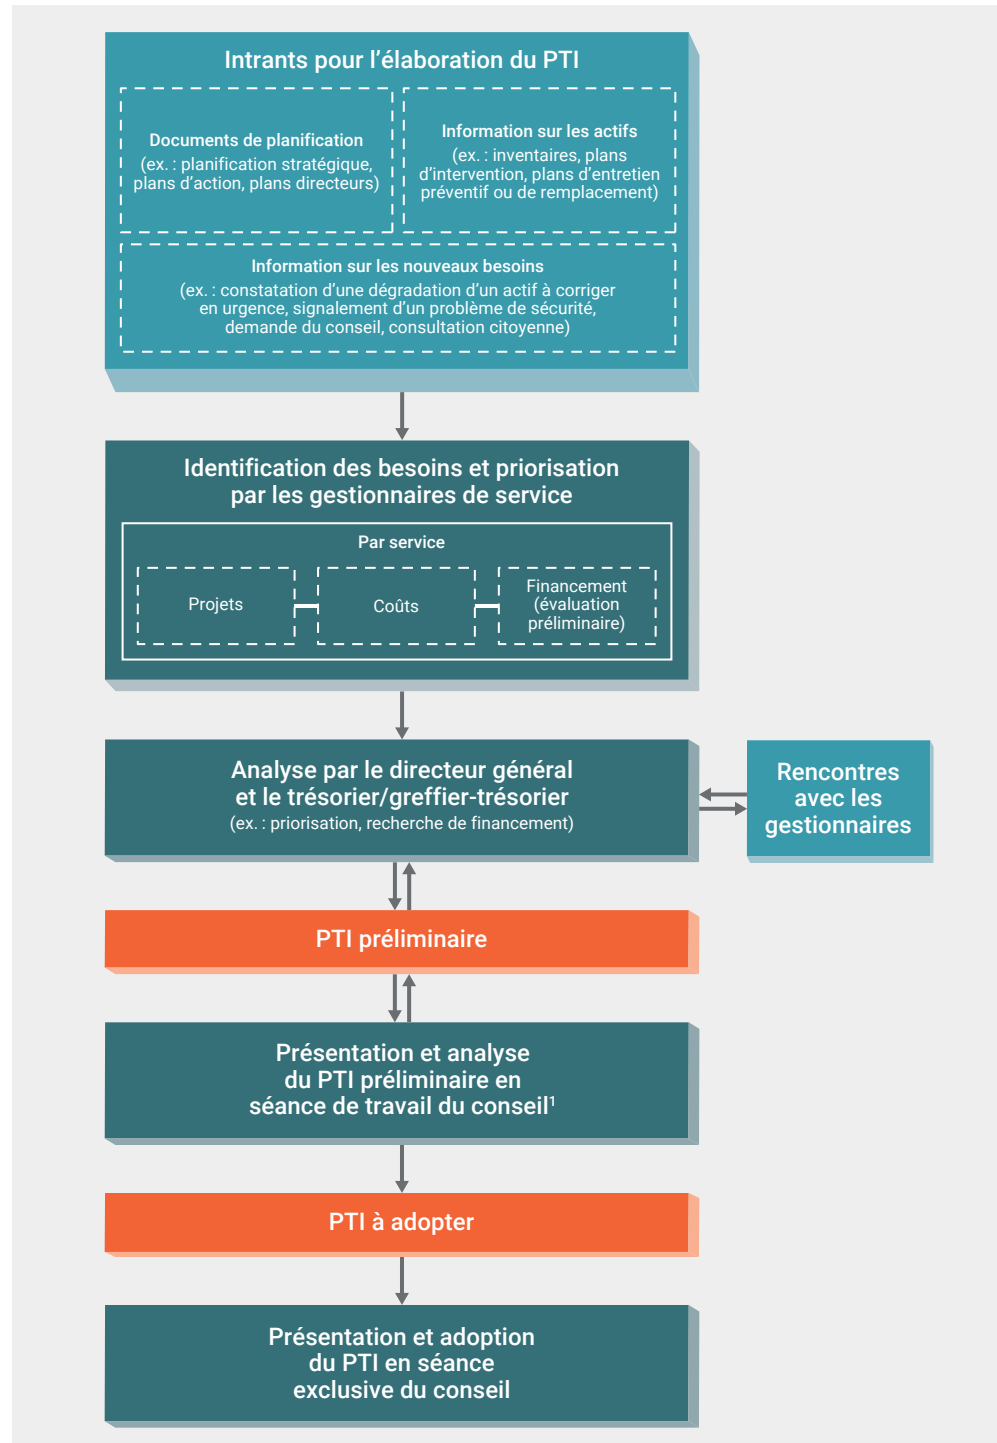 Intrants pour l’élaboration du PTI
Documents de planification
(ex. : planification stratégique,
plans d’action, plans directeurs)
Information sur les actifs
(ex. : inventaires, plans
d’intervention, plans d’entretien
préventif ou de remplacement)
Information sur les nouveaux besoins
(ex. : constatation d’une dégradation d’un actif à corriger
en urgence, signalement d’un problème de sécurité,
demande du conseil, consultation citoyenne)
Identification des besoins et priorisation
par les gestionnaires de service
Par service
Projets
Coûts
Financement
(évaluation
préliminaire)
Analyse par le directeur général
et le trésorier/greffier-trésorier
(ex. : priorisation, recherche de financement)
Rencontres
avec les
gestionnaires
PTI préliminaire
Présentation et analyse
du PTI préliminaire en
séance de travail du conseil¹
PTI à adopter
Présentation et adoption
du PTI en séance
exclusive du conseil